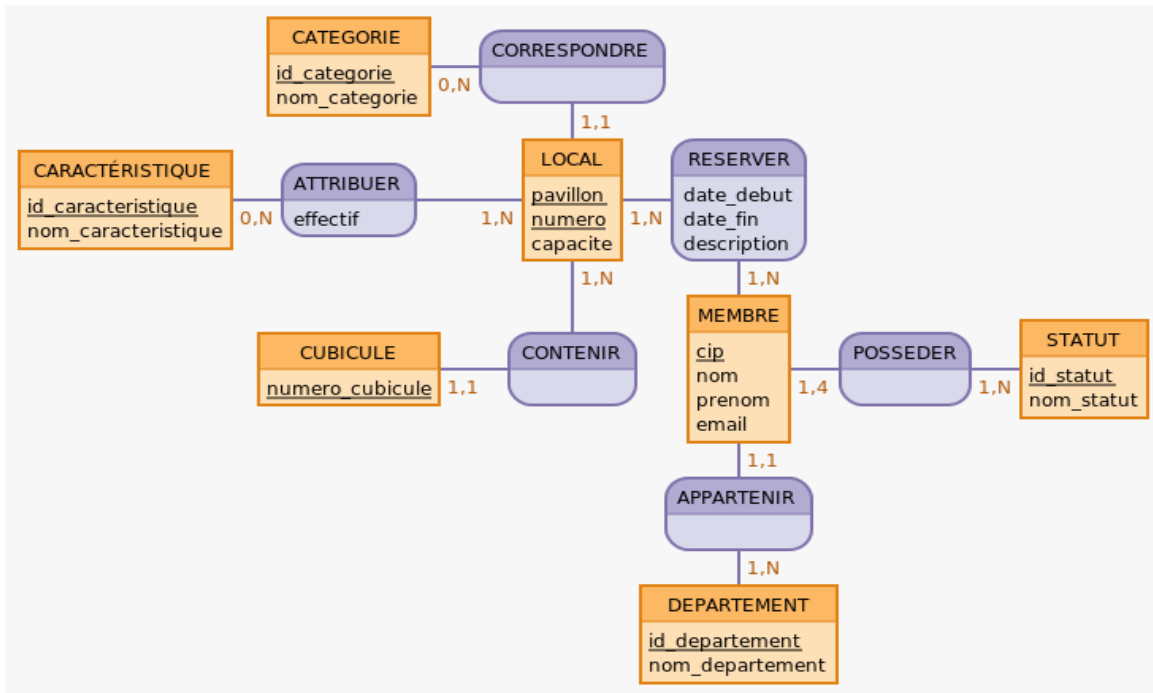 CATEGORIE
id_categorie
nom_categorie
0,N
CORRESPONDRE
1,1
CARACTÉRISTIQUE
id_caracteristique
nom_caracteristique
0,N
ATTRIBUER
effectif
1,N
LOCAL
pavillon
numero
capacite
1,N
RESERVER
date_debut
date_fin
description
1,N
1,N
CUBICULE
numero_cubicule
1,1
CONTENIR
MEMBRE
cip
nom
prenom
email
1,4
POSSEDER
1,N
STATUT
id_statut
nom_statut
1,1
APPARTENIR
1,N
DEPARTEMENT
id_departement
nom_departement